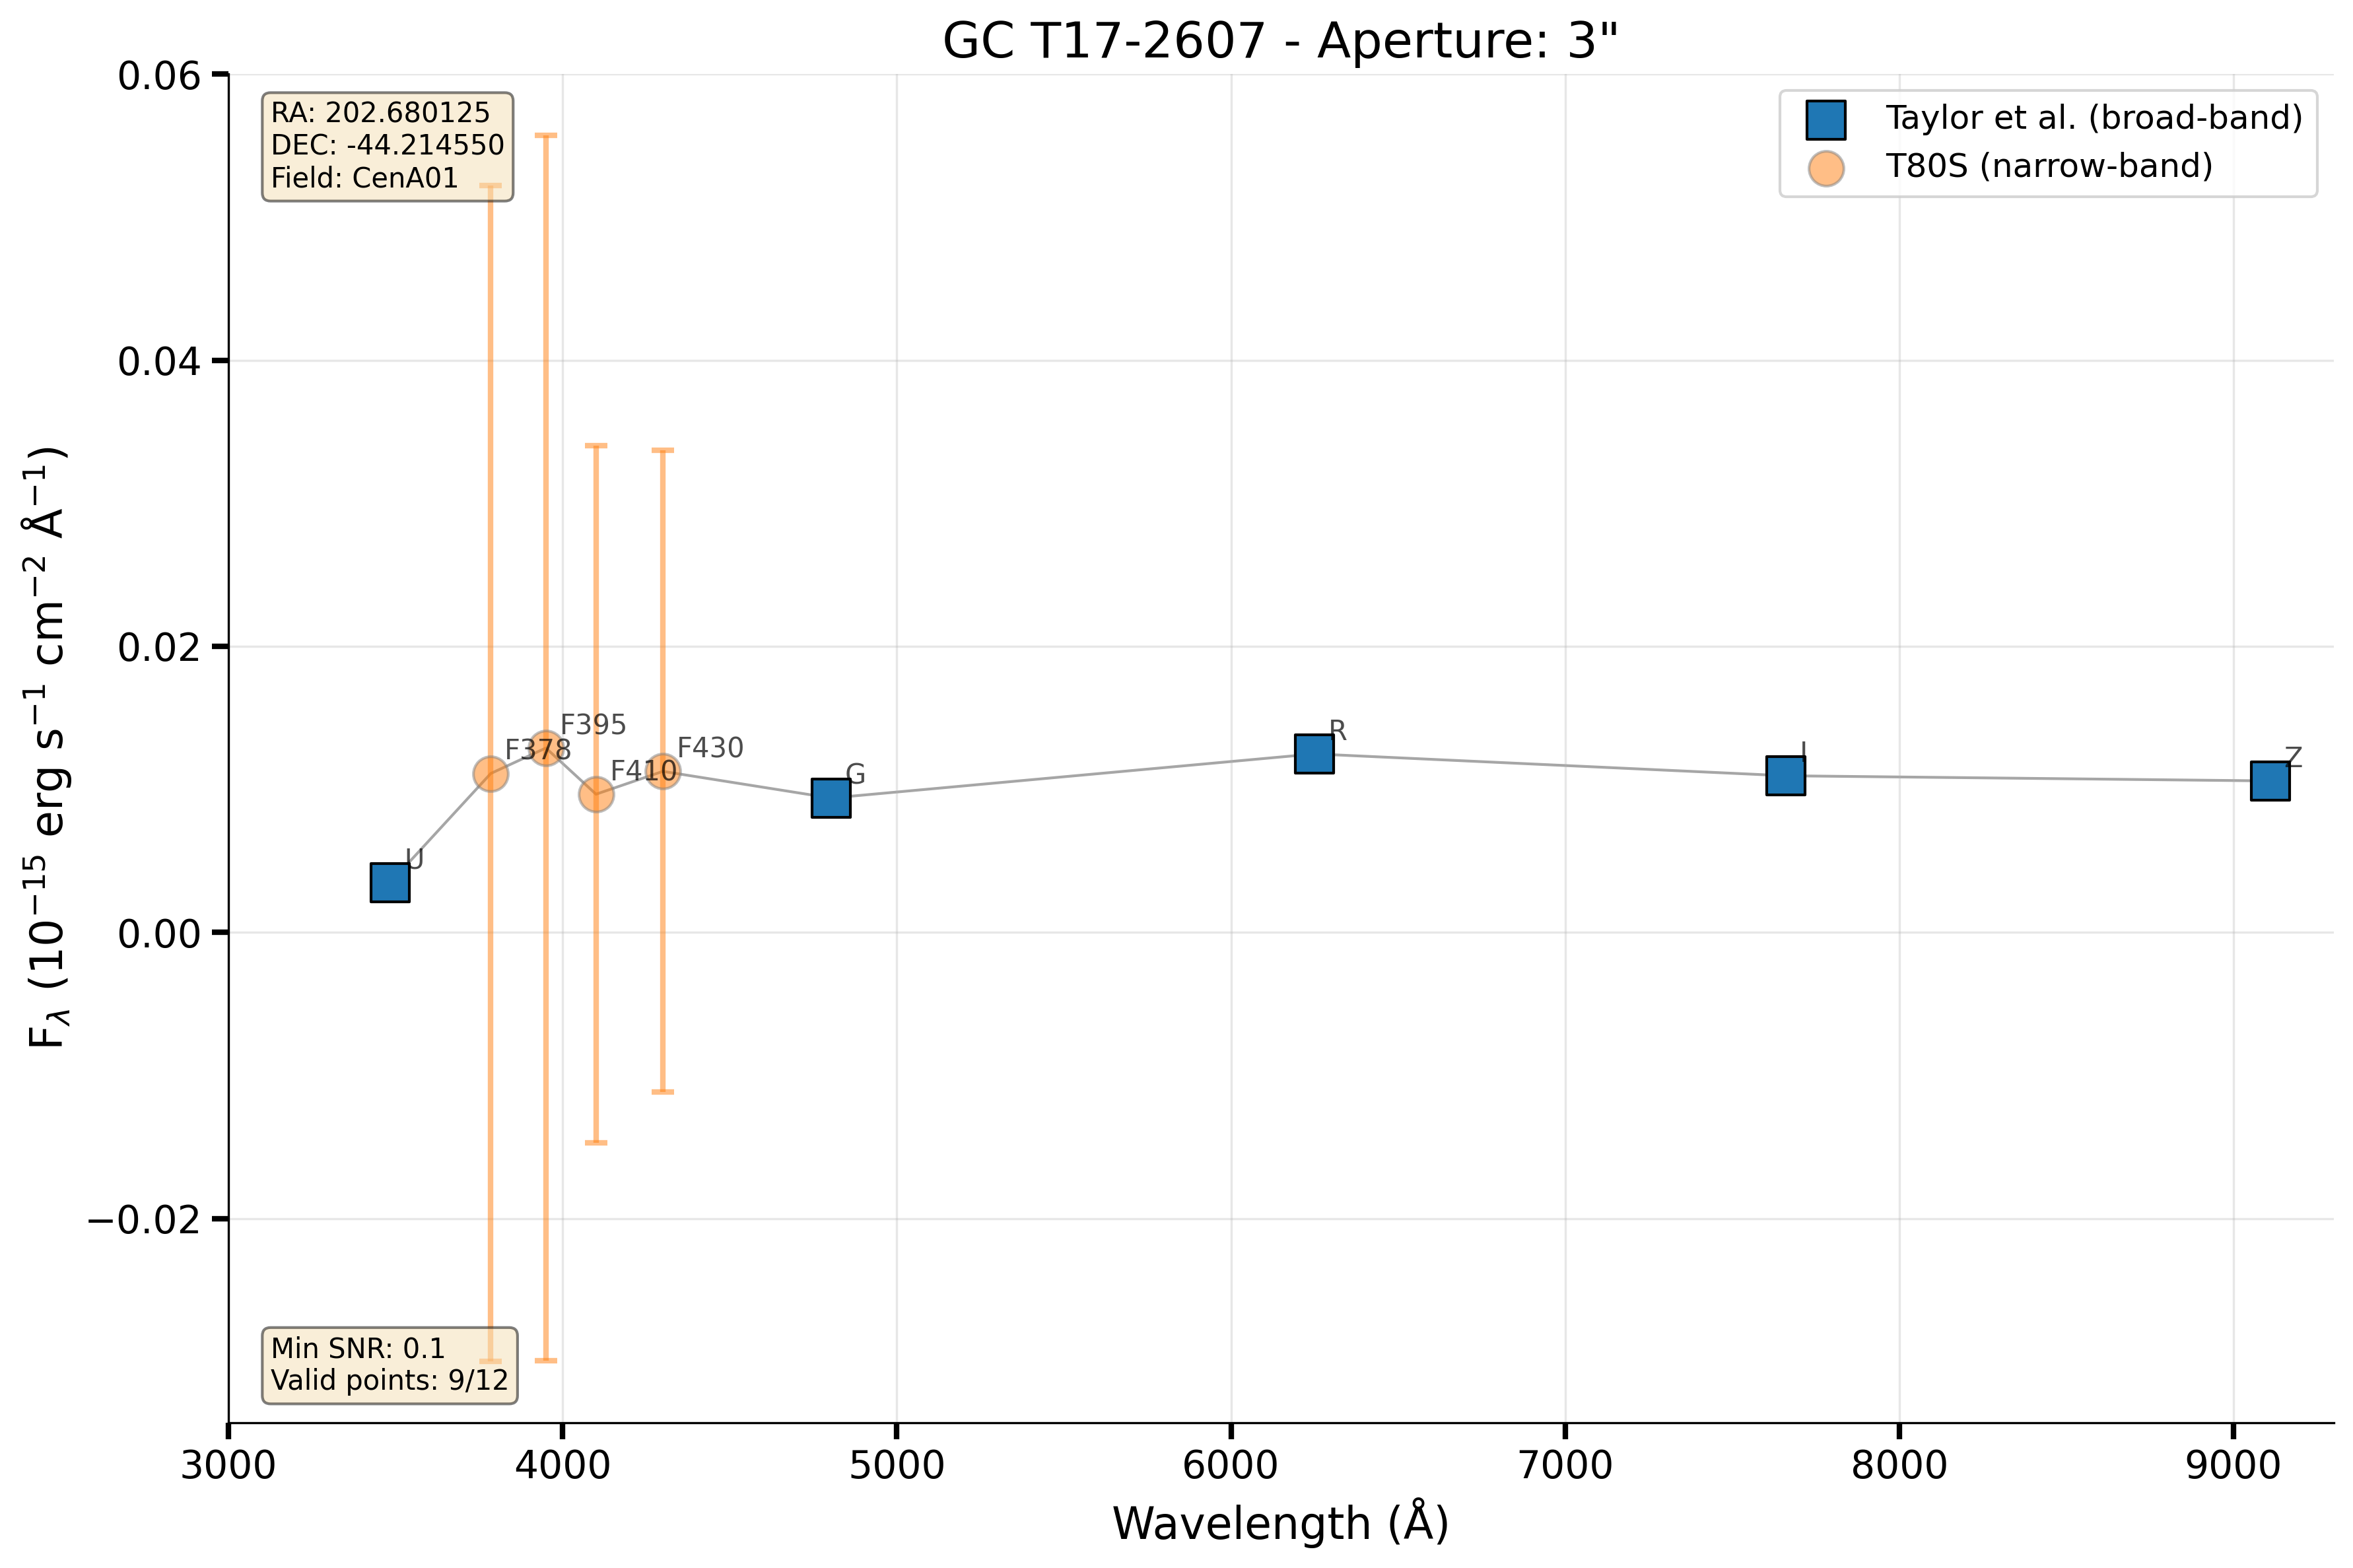 GC T17-2607 - Aperture: 3"
RA: 202.680125
DEC: -44.214550
Field: CenA01
Taylor et al. (broad-band)
T80S (narrow-band)
0.06
0.04
0.02
0.00
−0.02
F$_λ$ (10$^{−15}$ erg s$^{−1}$ cm$^{−2}$ Å$^{−1}$)
U
F378
F395
F410
F430
G
R
I
Z
Min SNR: 0.1
Valid points: 9/12
3000 4000 5000 6000 7000 8000 9000
Wavelength (Å)